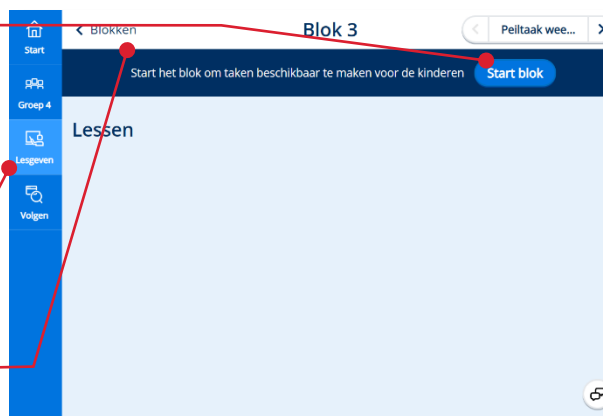 Start
Groep 4
Lesgeven
Volgen
Blokken
Blok 3
Peiltaak wee...
Start het blok om taken beschikbaar te maken voor de kinderen
Start blok
Lessen